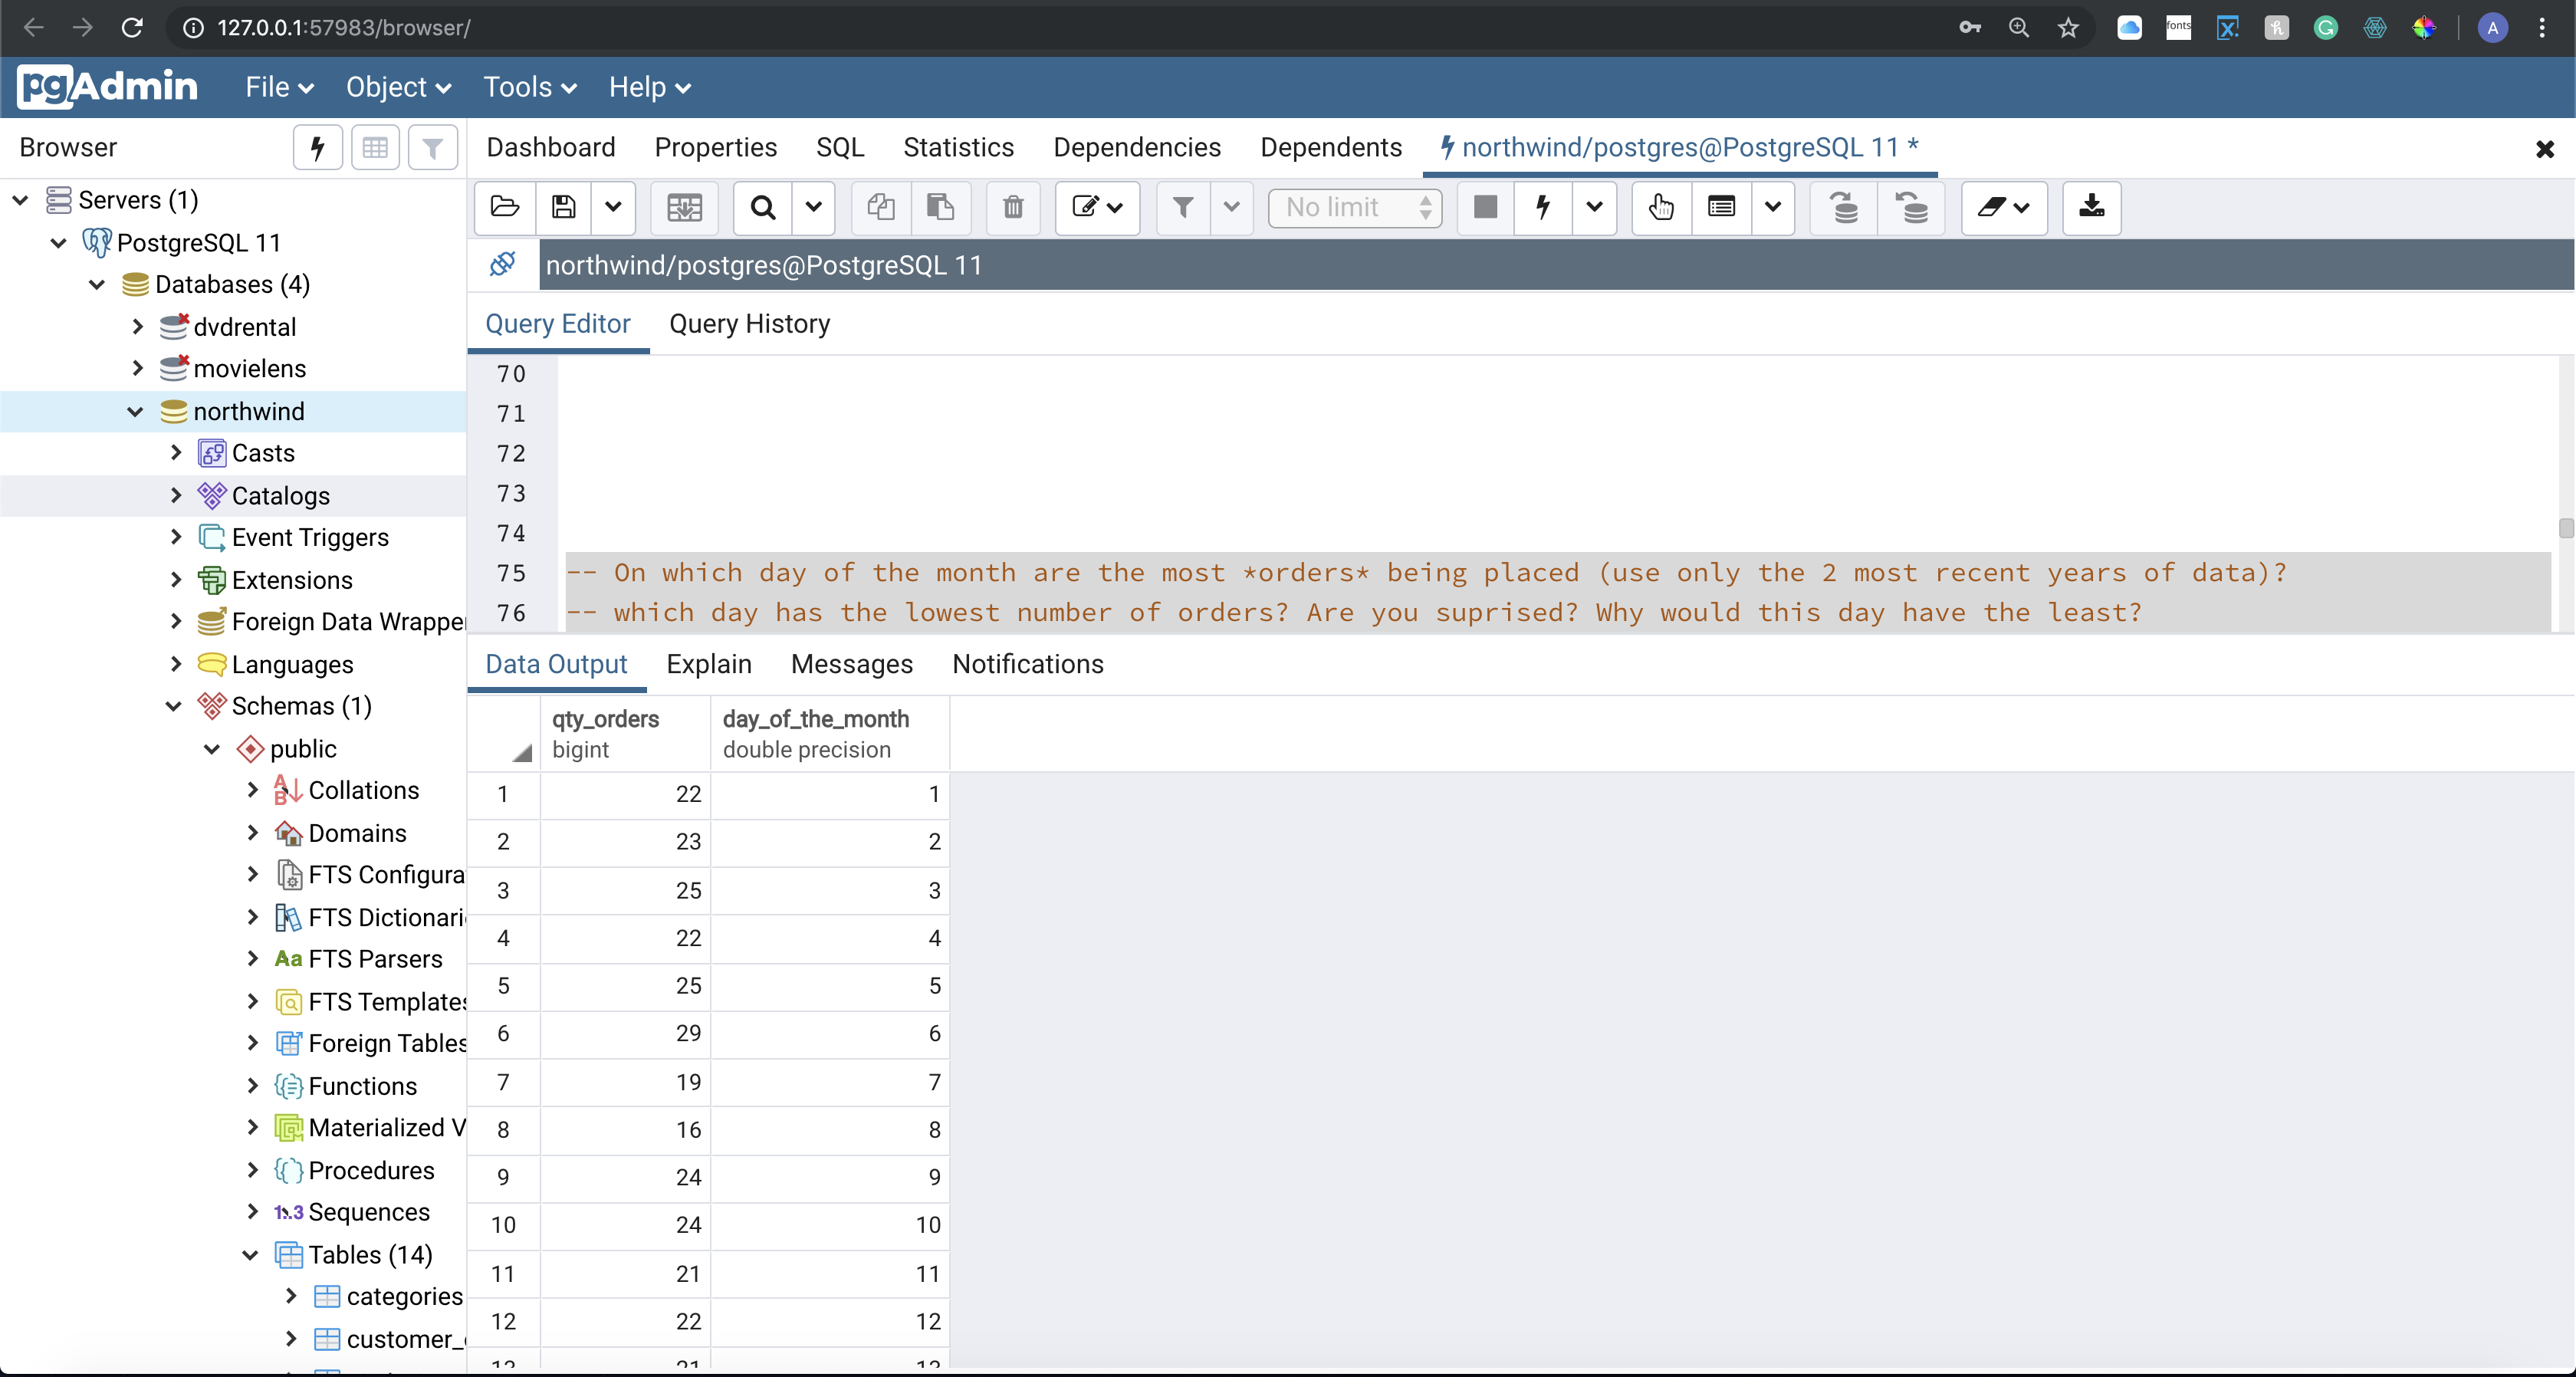 127.0.0.1:57983/browser/
fonts
A
pgAdmin File Object Tools Help
Browser
Dashboard Properties SQL Statistics Dependencies Dependents northwind/postgres@PostgreSQL 11 *
No limit
northwind/postgres@PostgreSQL 11
Query Editor Query History
Servers (1)
PostgreSQL 11
Databases (4)
dvdrental
movielens
northwind
Casts
Catalogs
Event Triggers
Extensions
Foreign Data Wrapper
Languages
Schemas (1)
public
Collations
Domains
FTS Configura
FTS Dictionari
Aa FTS Parsers
FTS Templates
Foreign Tables
Functions
Materialized V
Procedures
1..3 Sequences
Tables (14)
categories
customer_
70
71
72
73
74
75 -- On which day of the month are the most *orders* being placed (use only the 2 most recent years of data)?
76 -- which day has the lowest number of orders? Are you suprised? Why would this day have the least?
Data Output Explain Messages Notifications
qty_orders day_of_the_month
bigint double precision
1 22 1
2 23 2
3 25 3
4 22 4
5 25 5
6 29 6
7 19 7
8 16 8
9 24 9
10 24 10
11 21 11
12 22 12
13 21 13